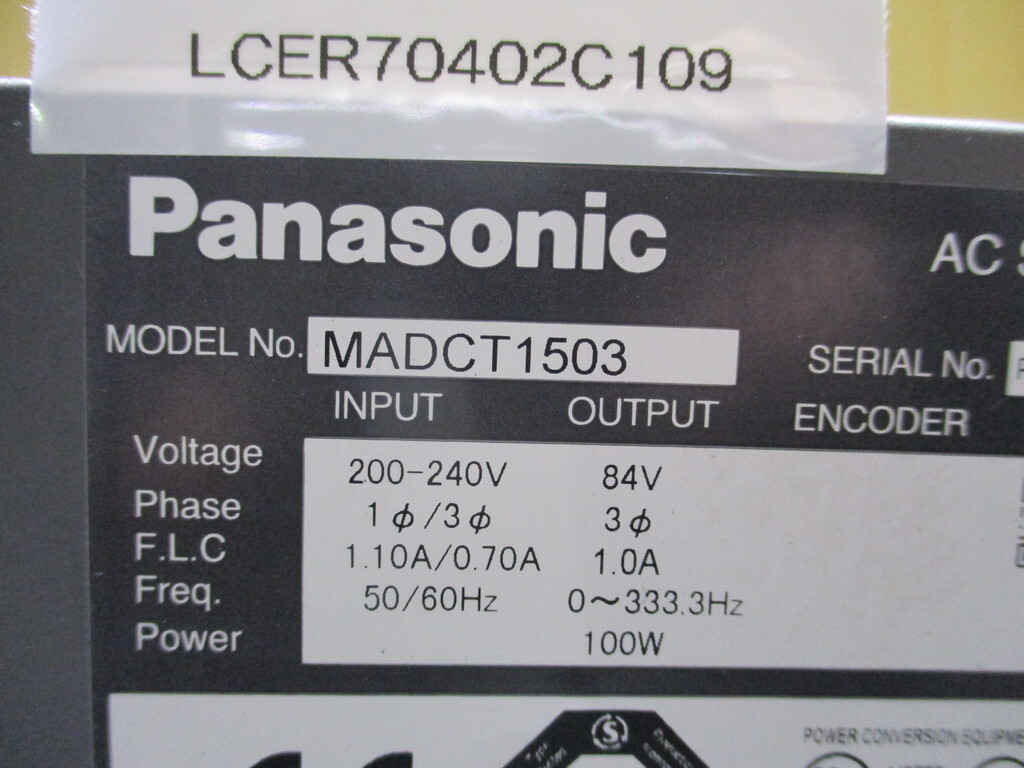 LCER70402C109
Panasonic
AC
MODEL No. MADCT1503 SERIAL No.
INPUT OUTPUT ENCODER
Voltage 200-240V 84V
Phase 1ϕ/3ϕ 3ϕ
F.L.C 1.10A/0.70A 1.0A
Freq. 50/60Hz 0～333.3Hz
Power 100W
POWER CONVERSION